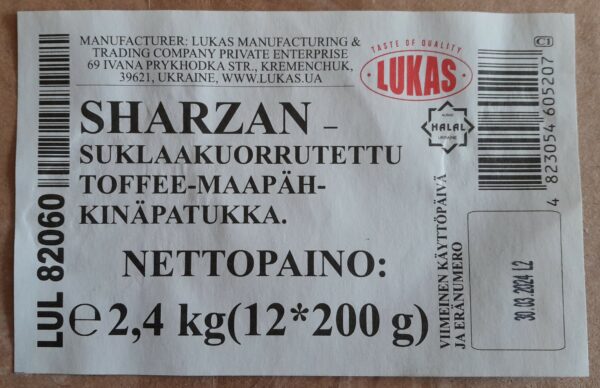 MANUFACTURER: LUKAS MANUFACTURING &
TRADING COMPANY PRIVATE ENTERPRISE
69 IVANA PRYKHODKA STR., KREMENCHUK,
39621, UKRAINE, WWW.LUKAS.UA
TASTE OF QUALITY
LUKAS
HALAL
UKRAINE
SHARZAN –
SUKLAAKUORRUTETTU
TOFFEE-MAAPÄH-
KINÄPATUKKA.
NETTOPAINO:
℮ 2,4 kg(12*200 g)
LUL 82060
VIIMEINEN KÄYTTÖPÄIVÄ
JA ERÄNUMERO
30.03.2024 L2
4 823054 605207